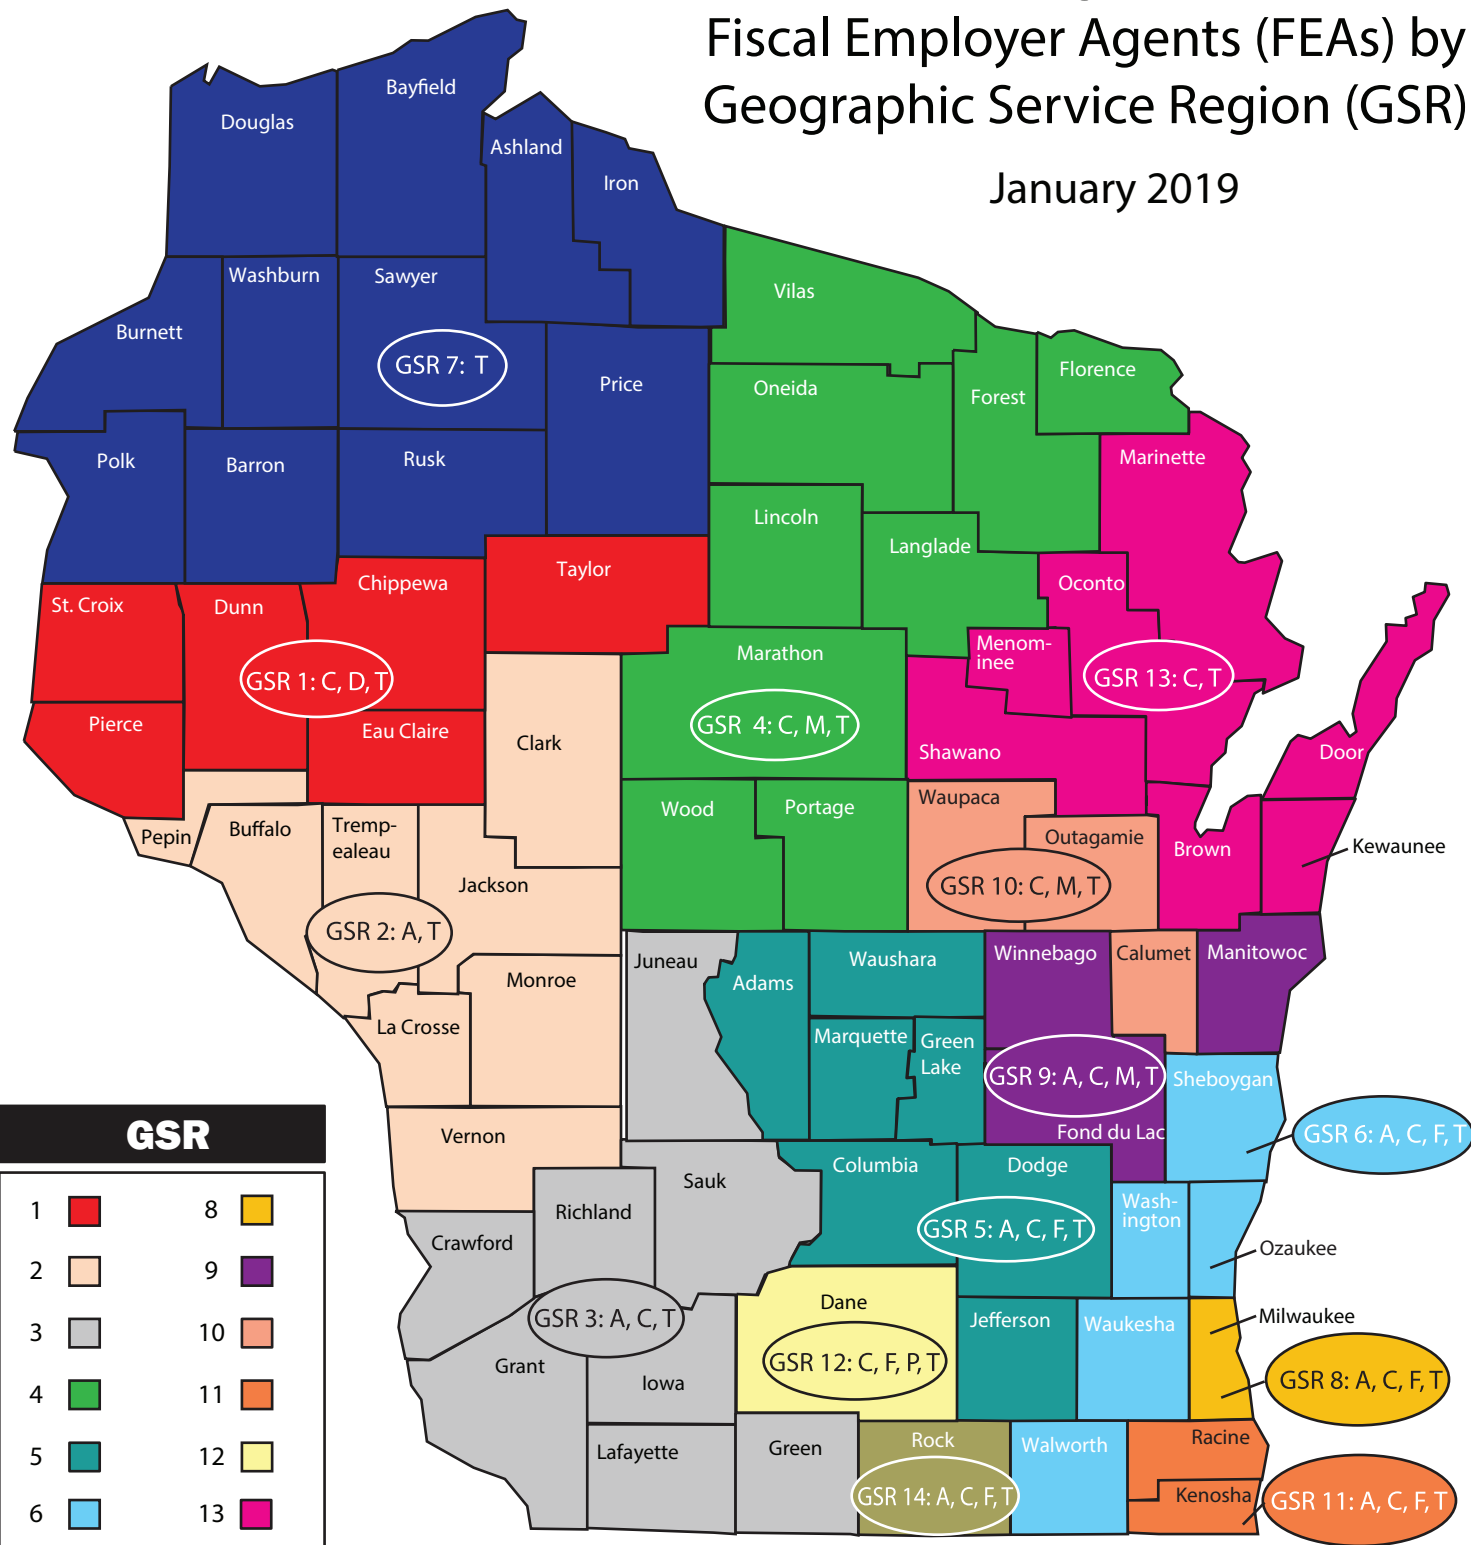 Fiscal Employer Agents (FEAs) by
Geographic Service Region (GSR)
January 2019
Bayfield
Douglas
Ashland
Iron
Washburn
Sawyer
Vilas
Burnett
GSR 7: T
Price
Oneida
Florence
Forest
Polk
Barron
Rusk
Marinette
Lincoln
Langlade
Taylor
Chippewa
Oconto
St. Croix
Dunn
Menom-
inee
Marathon
GSR 1: C, D, T
GSR 13: C, T
Pierce
Eau Claire
GSR  4: C, M, T
Clark
Shawano
Door
Wood
Portage
Waupaca
Pepin
Buffalo
Tremp-
ealeau
Outagamie
Brown
Kewaunee
Jackson
GSR 10: C, M, T
GSR 2: A, T
Juneau
Waushara
Winnebago
Calumet
Manitowoc
Monroe
Adams
La Crosse
Marquette
Green
Lake
GSR 9: A, C, M, T
Sheboygan
Vernon
Fond du Lac
GSR 6: A, C, F, T
Sauk
Columbia
Dodge
Richland
Wash-
ington
Crawford
GSR 5: A, C, F, T
Ozaukee
Dane
GSR 3: A, C, T
Jefferson
Waukesha
Milwaukee
Grant
GSR 12: C, F, P, T
Iowa
GSR 8: A, C, F, T
Lafayette
Green
Rock
Walworth
Racine
GSR 14: A, C, F, T
Kenosha
GSR 11: A, C, F, T
GSR
1 8
2 9
3 10
4 11
5 12
6 13